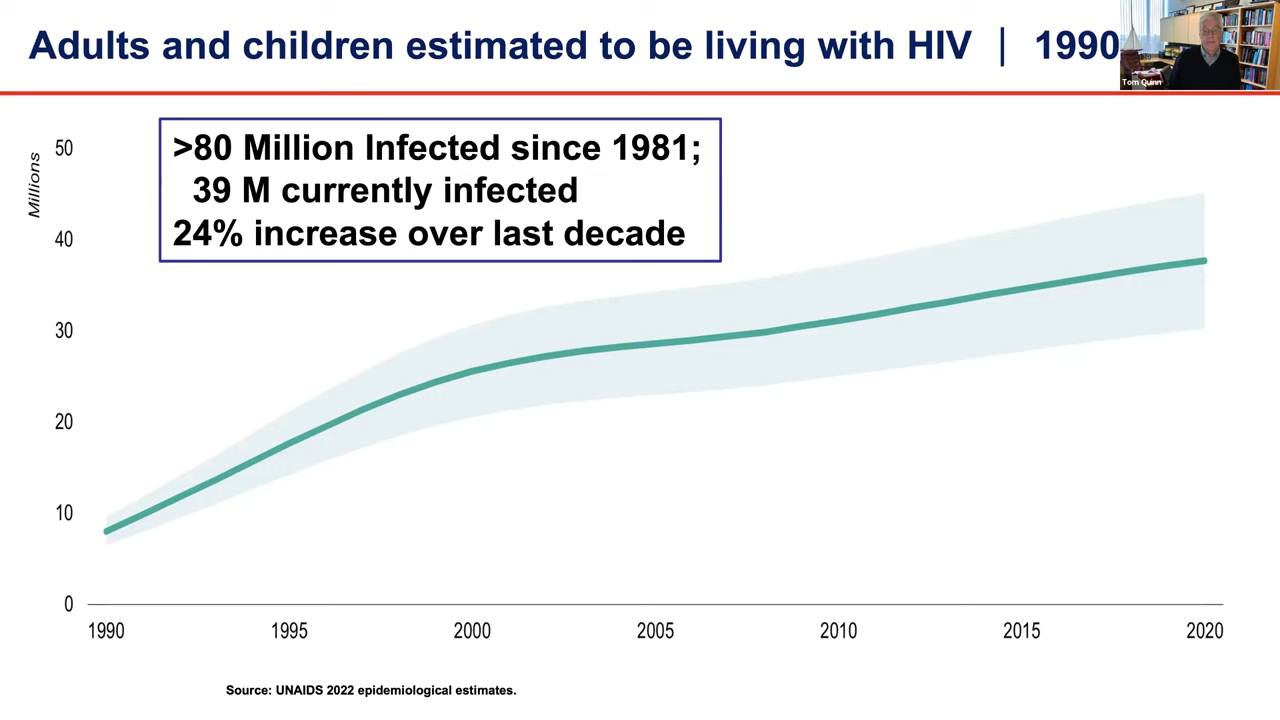 Adults and children estimated to be living with HIV | 1990
Tom Quinn
>80 Million Infected since 1981;
39 M currently infected
24% increase over last decade
Millions
50
40
30
20
10
0
1990 1995 2000 2005 2010 2015 2020
Source: UNAIDS 2022 epidemiological estimates.